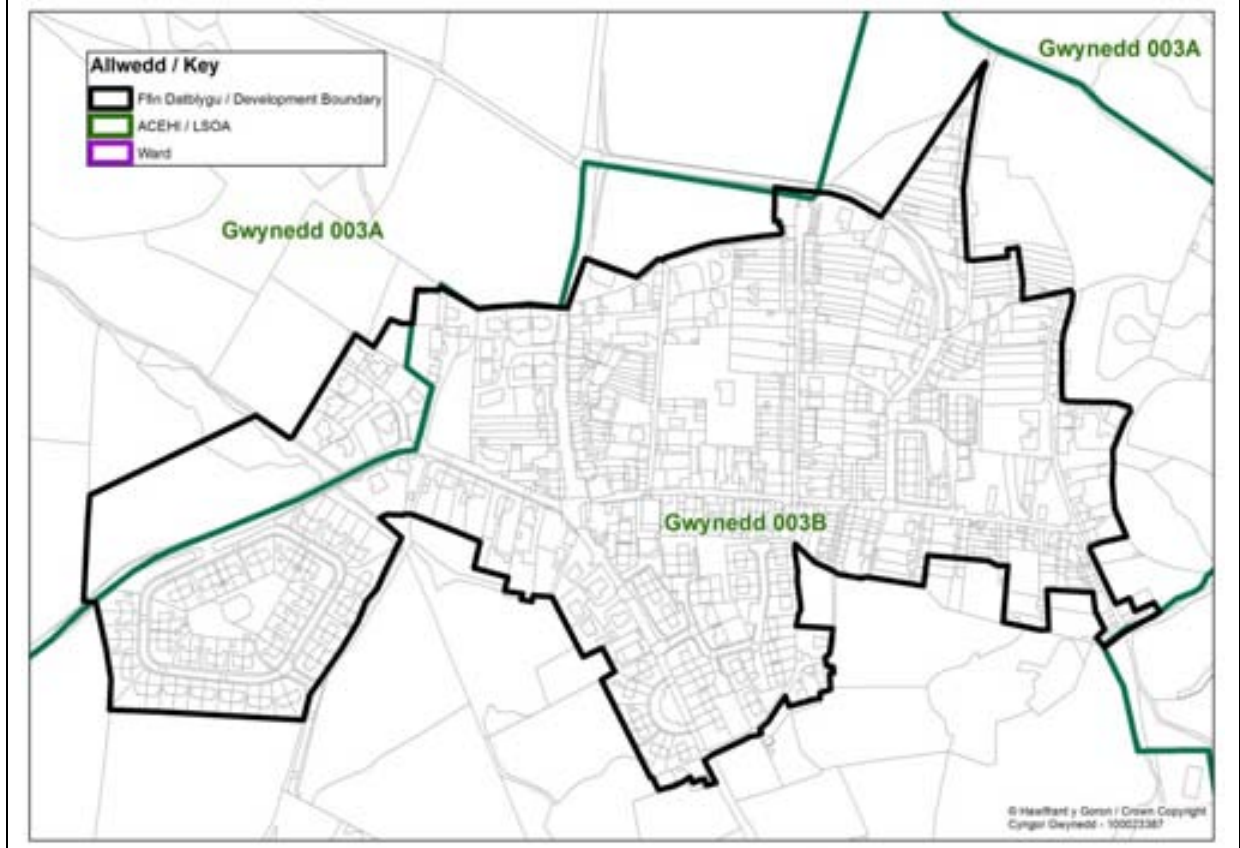 Allwedd / Key
Ffin Datblygu / Development Boundary
ACEHI / LSOA
Ward
Gwynedd 003A
Gwynedd 003A
Gwynedd 003B
© Hawlfraint y Goron / Crown Copyright
Cyngor Gwynedd - 100023387